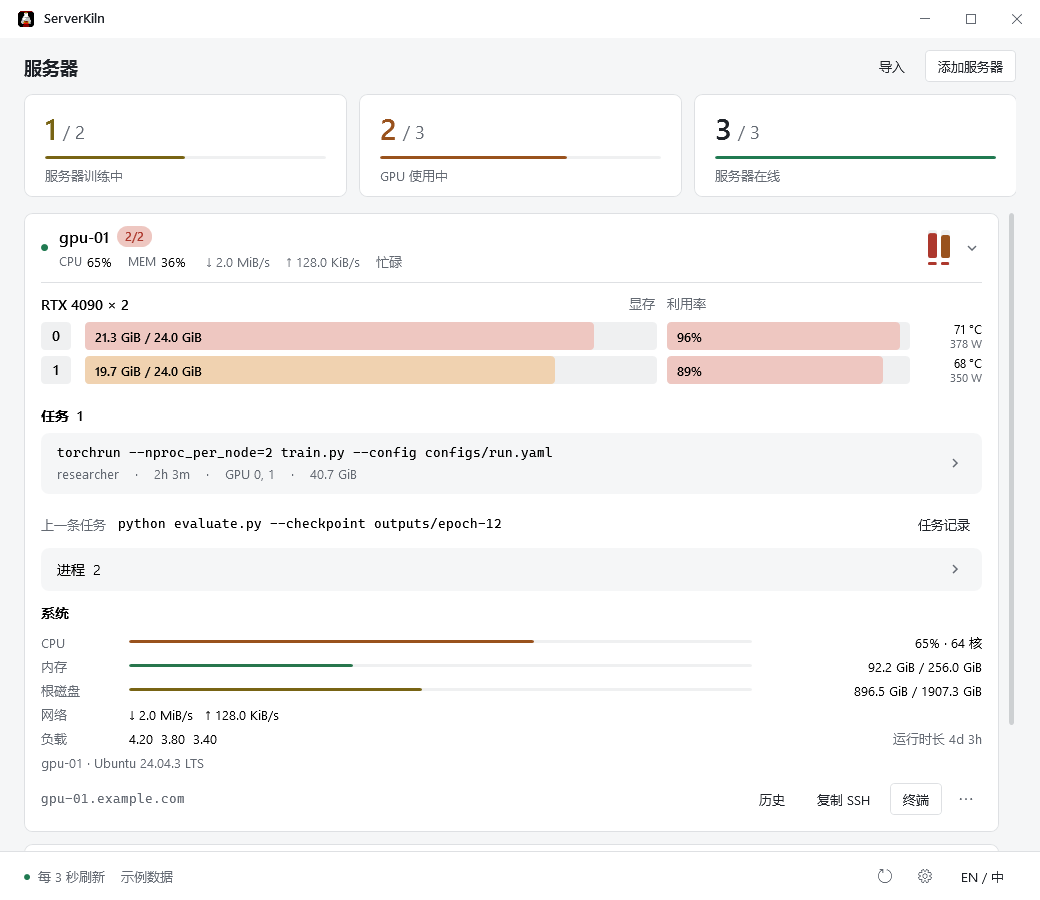 ServerKiln
服务器
导入
添加服务器
1 / 2
服务器训练中
2 / 3
GPU 使用中
3 / 3
服务器在线
gpu-01 2/2
CPU 65% MEM 36% ↓ 2.0 MiB/s ↑ 128.0 KiB/s 忙碌
RTX 4090 × 2 显存 利用率
0 21.3 GiB / 24.0 GiB 96% 71 °C
378 W
1 19.7 GiB / 24.0 GiB 89% 68 °C
350 W
任务 1
torchrun --nproc_per_node=2 train.py --config configs/run.yaml
researcher · 2h 3m · GPU 0, 1 · 40.7 GiB
上一条任务 python evaluate.py --checkpoint outputs/epoch-12 任务记录
进程 2
系统
CPU 65% · 64 核
内存 92.2 GiB / 256.0 GiB
根磁盘 896.5 GiB / 1907.3 GiB
网络 ↓ 2.0 MiB/s ↑ 128.0 KiB/s
负载 4.20 3.80 3.40 运行时长 4d 3h
gpu-01 · Ubuntu 24.04.3 LTS
gpu-01.example.com 历史 复制 SSH 终端 ···
每 3 秒刷新 示例数据 EN / 中